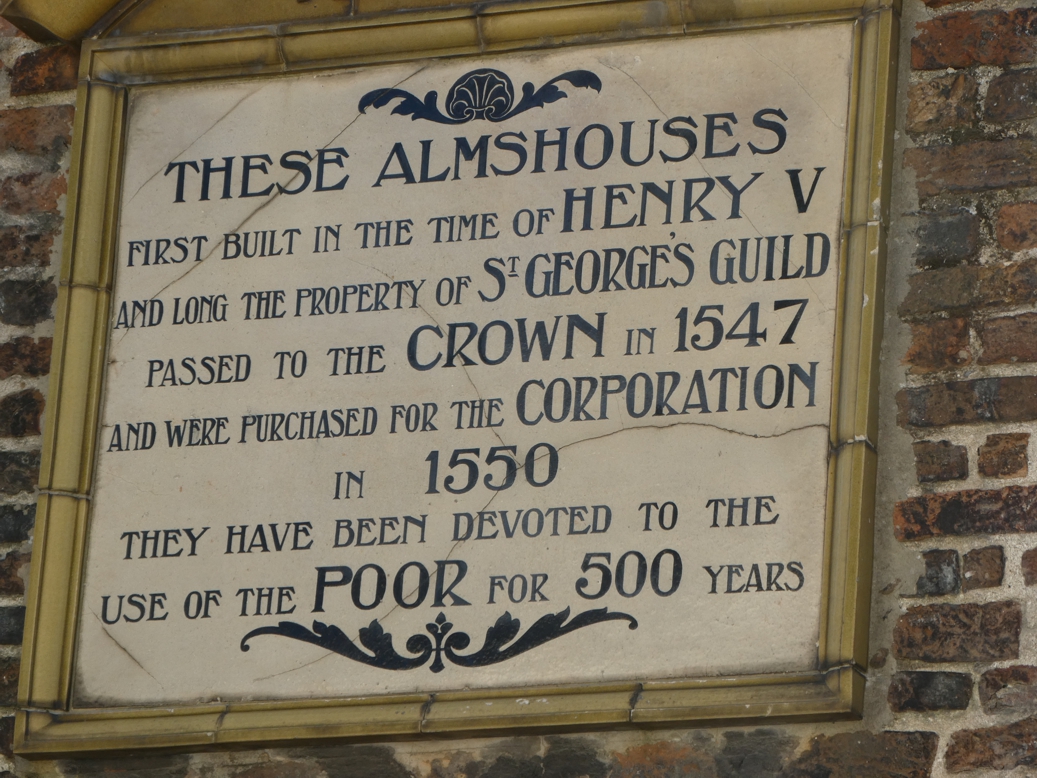 THESE ALMSHOUSES
FIRST BUILT IN THE TIME OF HENRY V
AND LONG THE PROPERTY OF ST GEORGE'S GUILD
PASSED TO THE CROWN IN 1547
AND WERE PURCHASED FOR THE CORPORATION
IN 1550
THEY HAVE BEEN DEVOTED TO THE
USE OF THE POOR FOR 500 YEARS